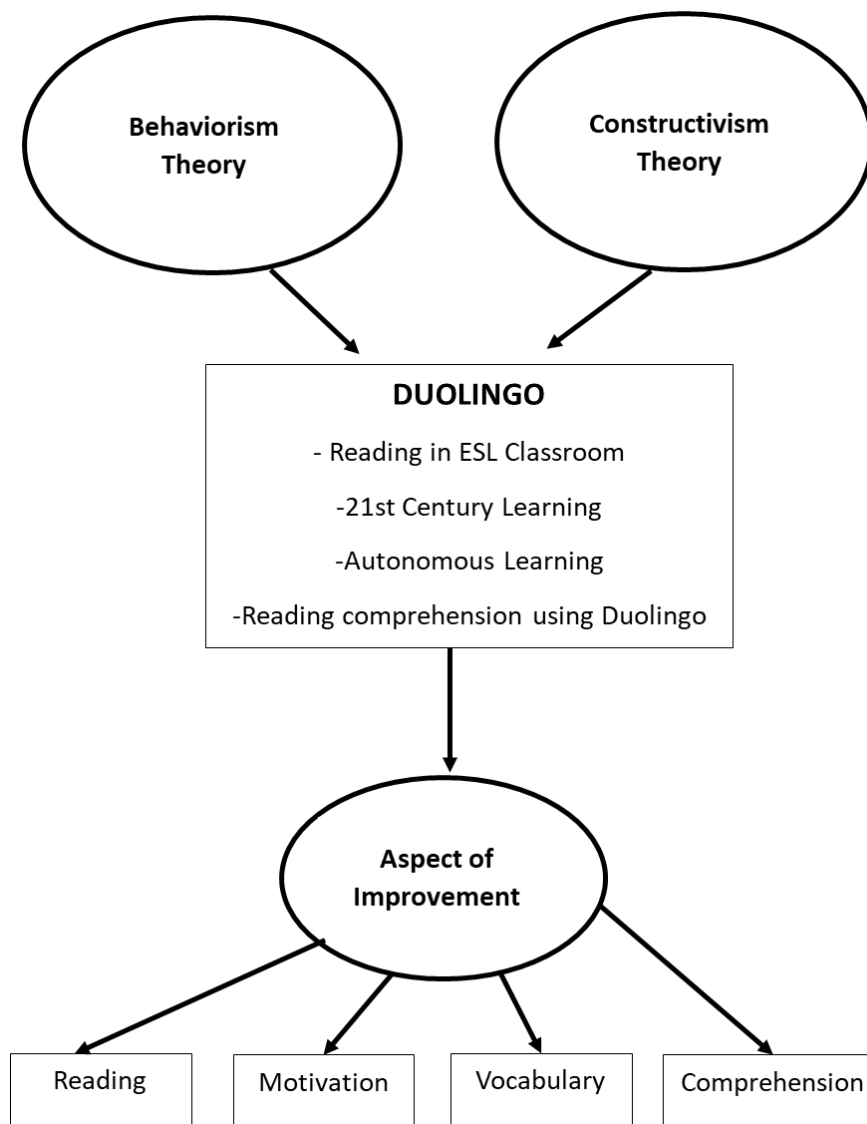 Behaviorism
Theory
Constructivism
Theory
DUOLINGO
- Reading in ESL Classroom
-21st Century Learning
-Autonomous Learning
-Reading comprehension using Duolingo
Aspect of
Improvement
Reading
Motivation
Vocabulary
Comprehension